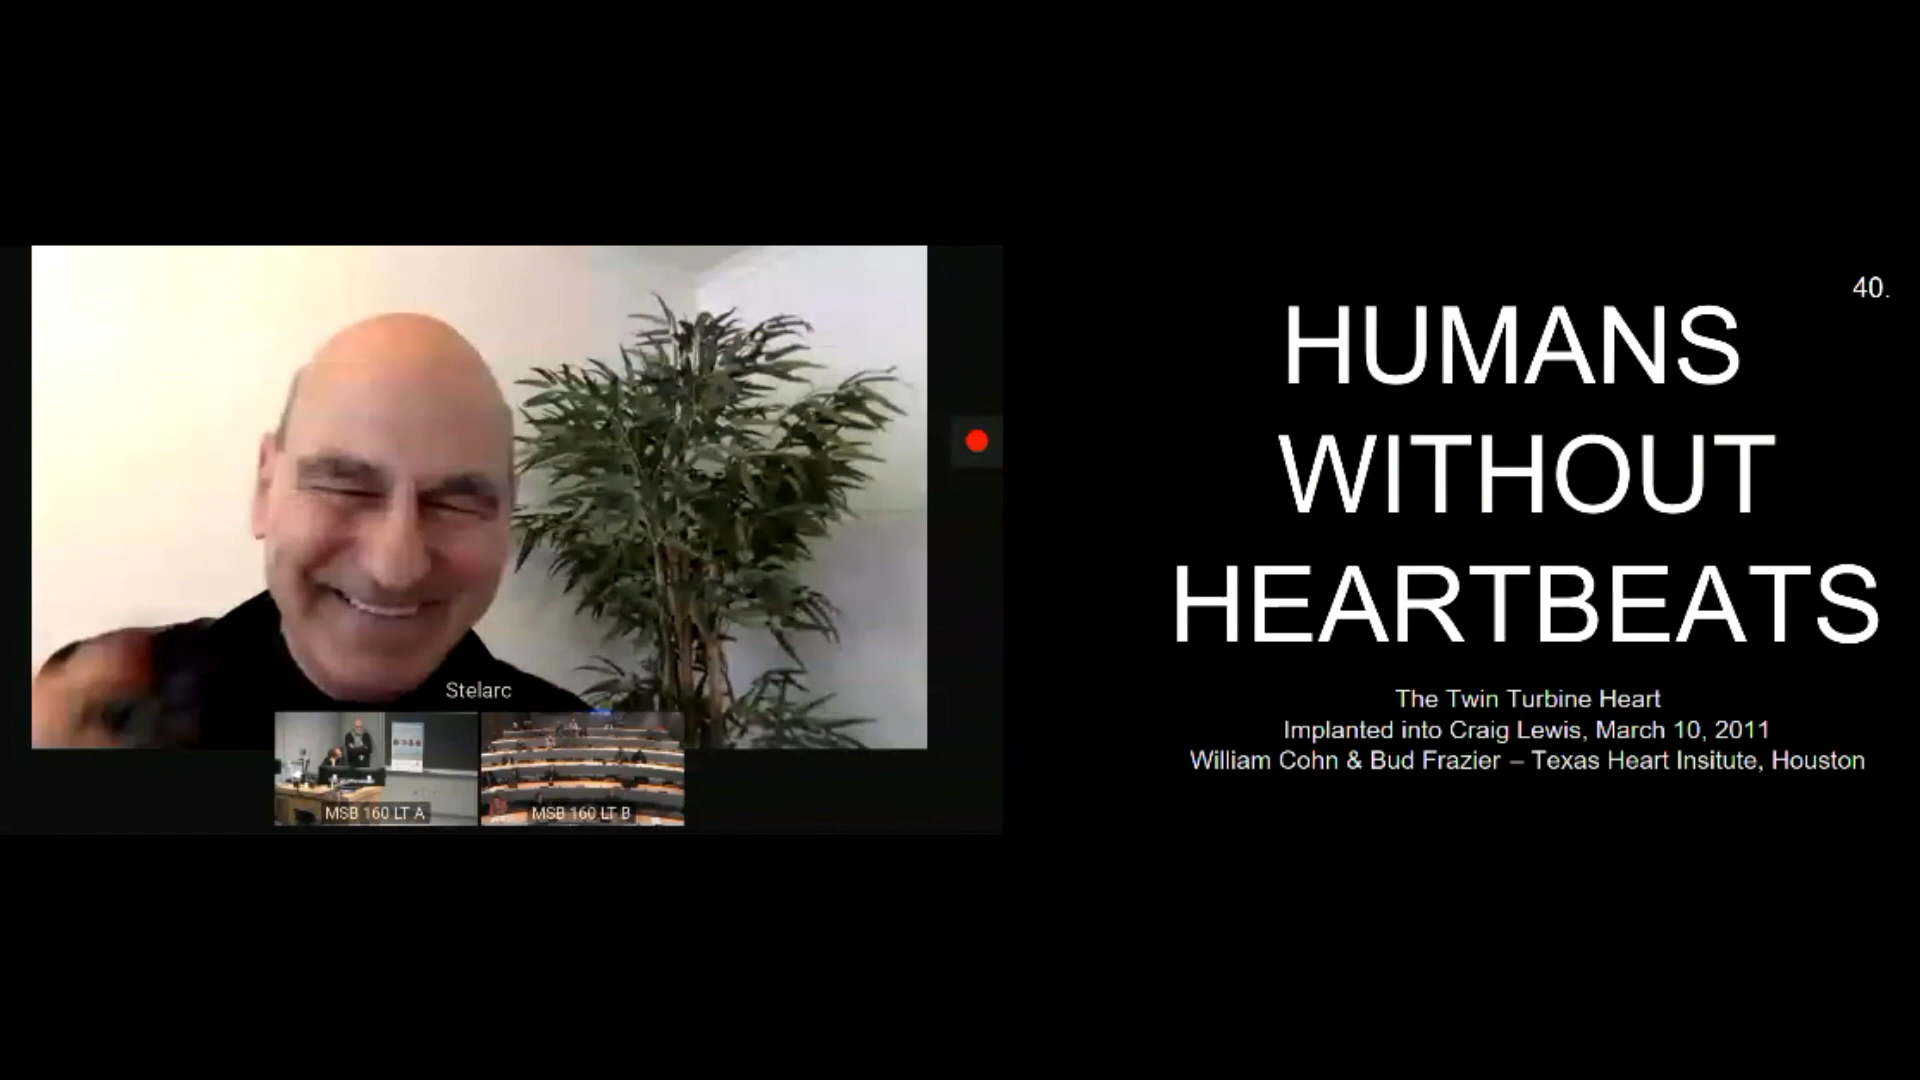 Stelarc
MSB 160 LT A
MSB 160 LT B
40.
HUMANS
WITHOUT
HEARTBEATS
The Twin Turbine Heart
Implanted into Craig Lewis, March 10, 2011
William Cohn & Bud Frazier – Texas Heart Insitute, Houston